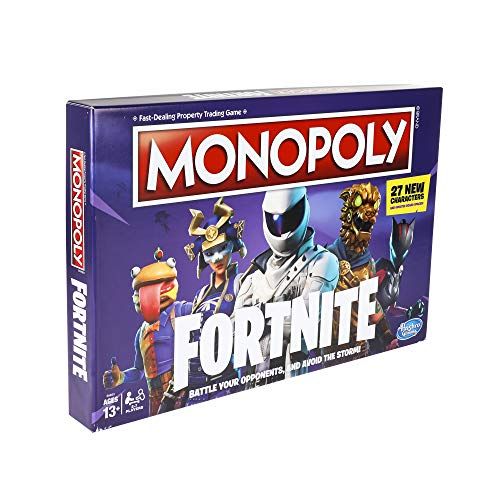 Fast-Dealing Property Trading Game
MONOPOLY
27 NEW
CHARACTERS
FORTNITE
BATTLE YOUR OPPONENTS, AND AVOID THE STORM!
Hasbro
Gaming
MONOPOLY
FORTNITE
AGES
13+
PLAYERS